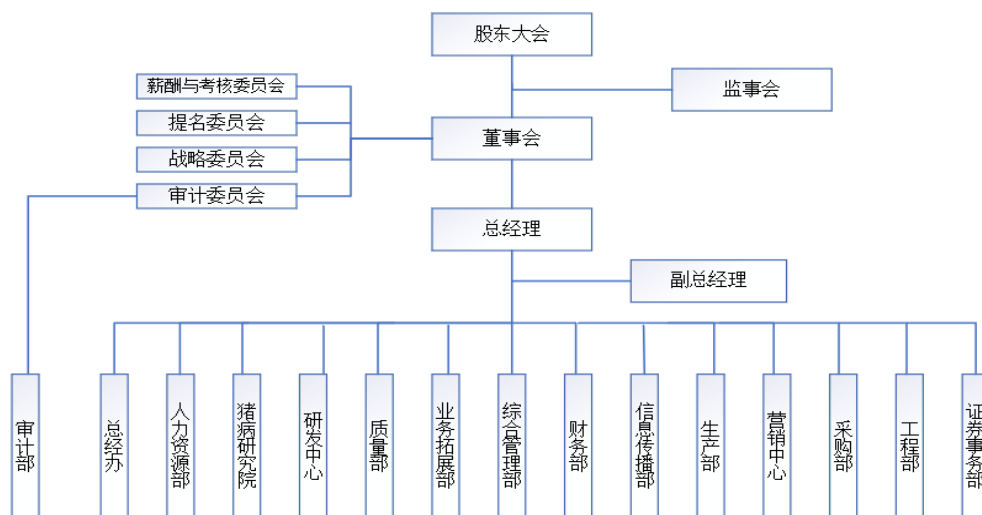 股东大会
薪酬与考核委员会
监事会
提名委员会
董事会
战略委员会
审计委员会
总经理
副总经理
审计部
总经办
人力资源部
猪病研究院
研发中心
质量部
业务拓展部
综合管理部
财务部
信息传播部
生产部
营销中心
采购部
工程部
证券事务部